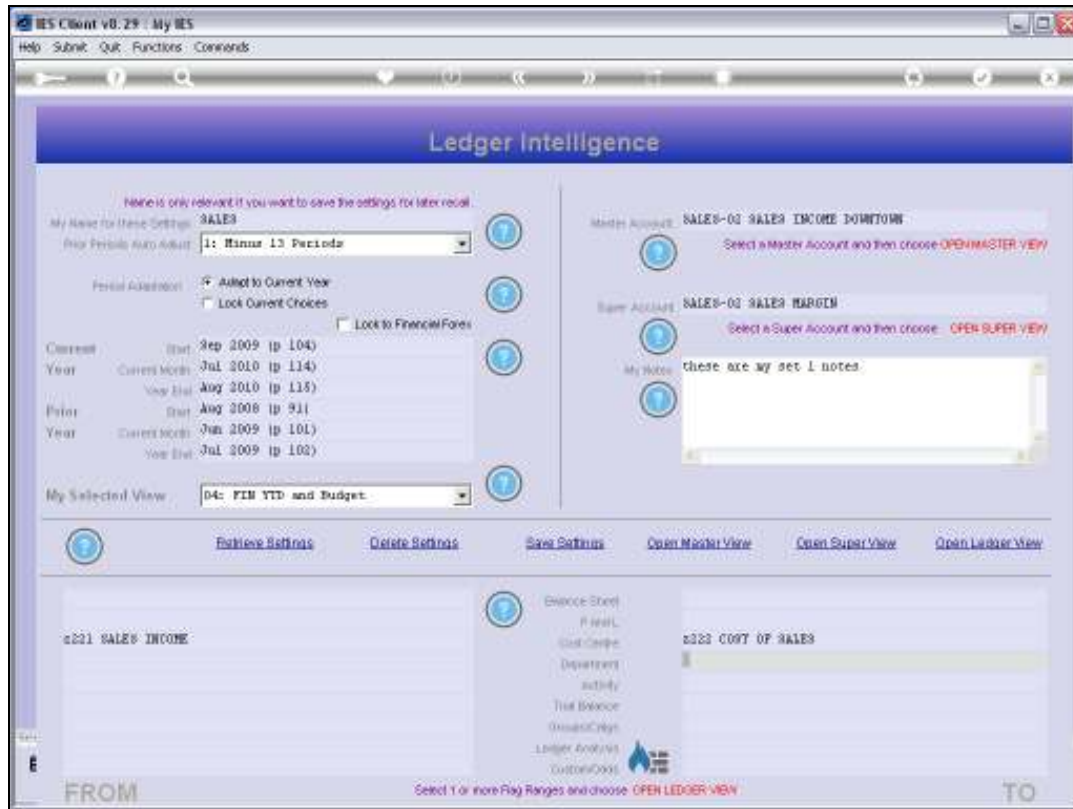 IES Client v8.29 : My IES
Help Submit Quit Functions Commands
Ledger Intelligence
Name is only relevant if you want to save the settings for later recall.
My Name for these Settings SALES
Prior Periods Auto Adjust 1: Minus 13 Periods
Period Adaptation Adapt to Current Year
Lock Current Choices
Lock to Financial Forex
Current Year Start Sep 2009 (p 104)
Current Month Jul 2010 (p 114)
Year End Aug 2010 (p 115)
Prior Year Start Aug 2008 (p 91)
Current Month Jun 2009 (p 101)
Year End Jul 2009 (p 102)
My Selected View 04: FIN YTD and Budget
Master Account SALES-02 SALES INCOME DOWNTOWN
Select a Master Account and then choose OPEN MASTER VIEW
Super Account SALES-02 SALES MARGIN
Select a Super Account and then choose OPEN SUPER VIEW
My Notes these are my set 1 notes
Retrieve Settings Delete Settings Save Settings Open Master View Open Super View Open Ledger View
Balance Sheet
P and L
s221 SALES INCOME Cost Centre s222 COST OF SALES
Department
Activity
Trial Balance
Ledger Analysis
FROM Select 1 or more Flag Ranges and choose OPEN LEDGER VIEW TO